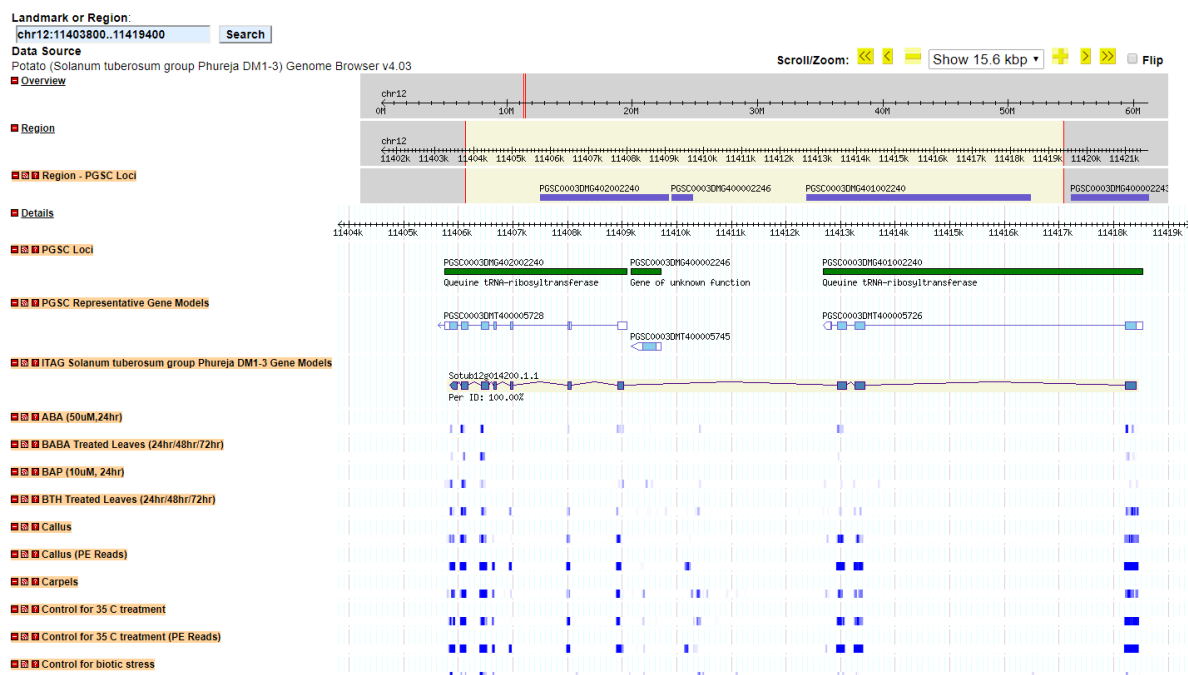 Landmark or Region:
chr12:11403800..11419400 Search
Data Source
Potato (Solanum tuberosum group Phureja DM1-3) Genome Browser v4.03
Scroll/Zoom: << < Show 15.6 kbp > >> Flip
Overview
chr12
0M 10M 20M 30M 40M 50M 60M
Region
chr12
11402k 11403k 11404k 11405k 11406k 11407k 11408k 11409k 11410k 11411k 11412k 11413k 11414k 11415k 11416k 11417k 11418k 11419k 11420k 11421k
Region - PGSC Loci
PGSC0003DMG402002240 PGSC0003DMG400002246 PGSC0003DMG401002240 PGSC0003DMG400002243
Details
11404k 11405k 11406k 11407k 11408k 11409k 11410k 11411k 11412k 11413k 11414k 11415k 11416k 11417k 11418k 11419k
PGSC Loci
PGSC0003DMG402002240 PGSC0003DMG400002246 PGSC0003DMG401002240
Queuine tRNA-ribosyltransferase Gene of unknown function Queuine tRNA-ribosyltransferase
PGSC Representative Gene Models
PGSC0003DMT400005728 PGSC0003DMT400005726
PGSC0003DMT400005745
ITAG Solanum tuberosum group Phureja DM1-3 Gene Models
Sotub12g014200.1.1
Per ID: 100.00%
ABA (50uM,24hr)
BABA Treated Leaves (24hr/48hr/72hr)
BAP (10uM, 24hr)
BTH Treated Leaves (24hr/48hr/72hr)
Callus
Callus (PE Reads)
Carpels
Control for 35 C treatment
Control for 35 C treatment (PE Reads)
Control for biotic stress